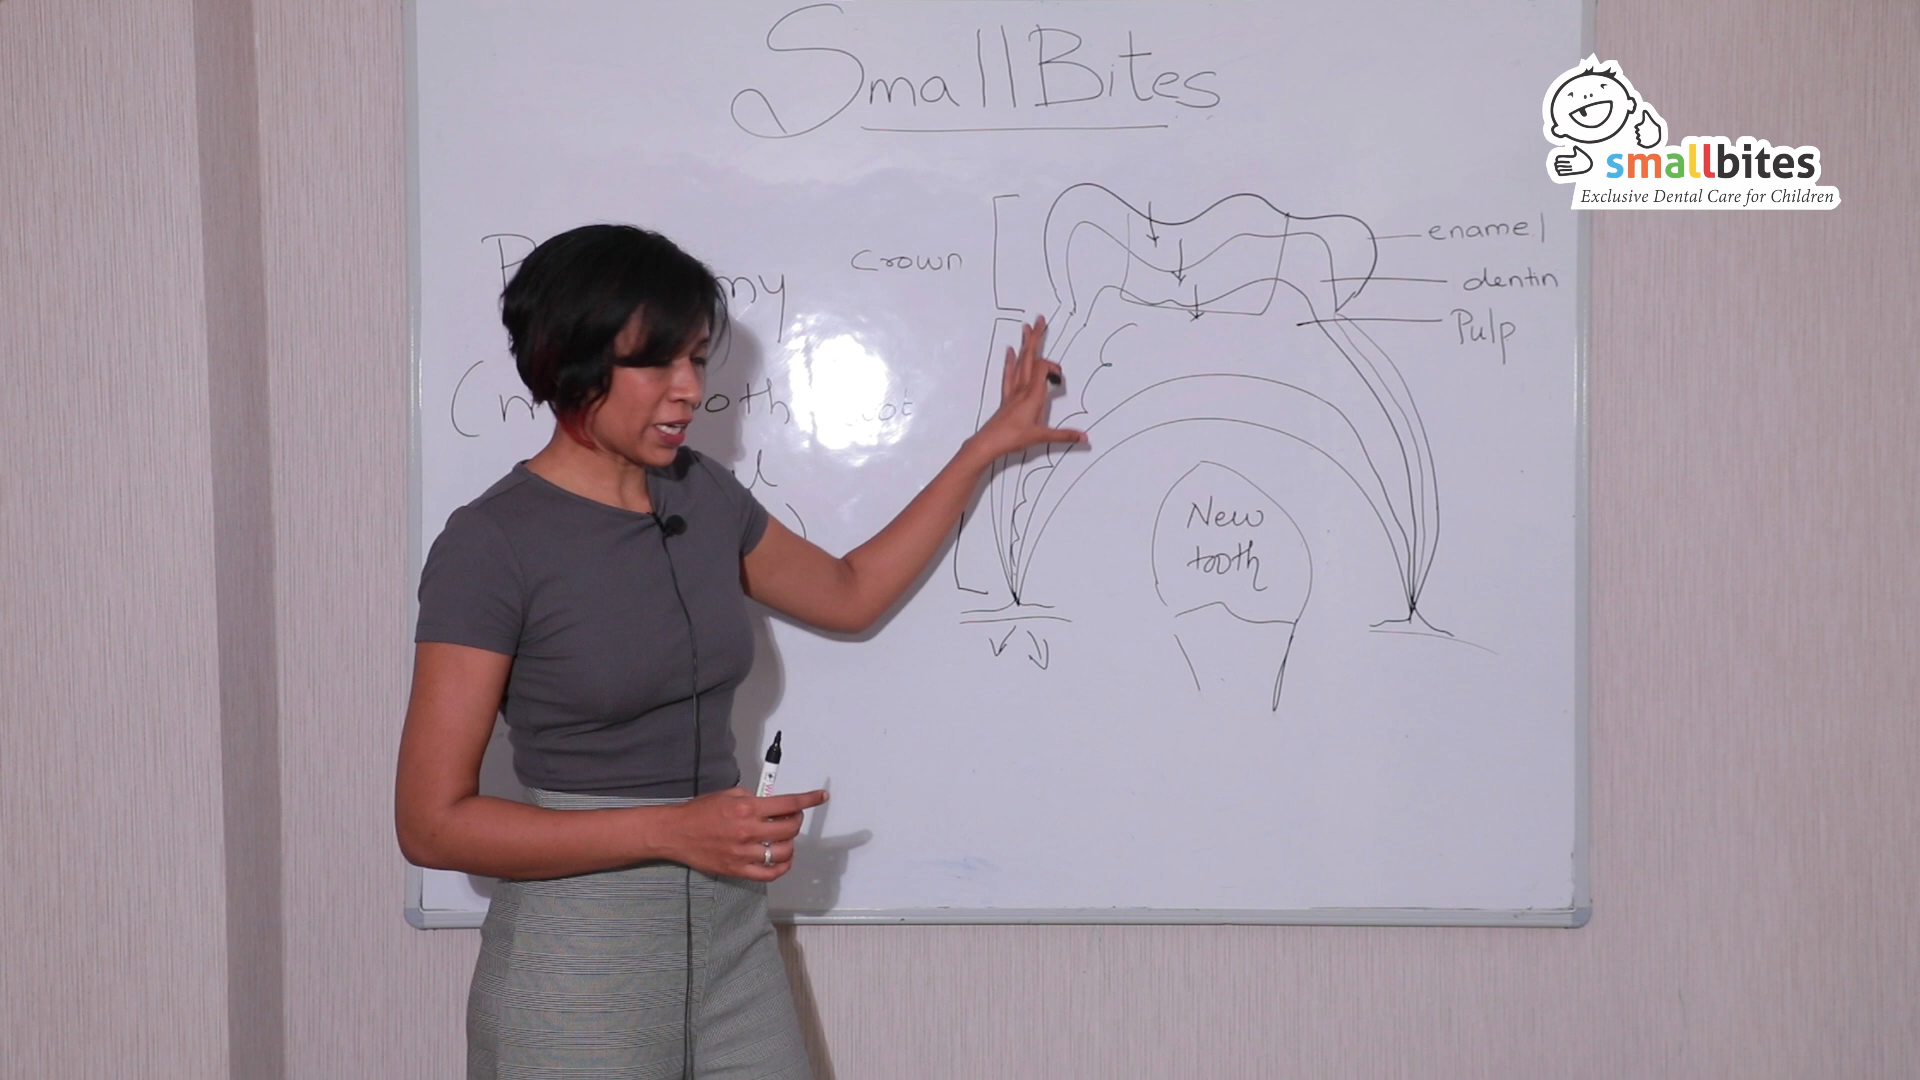 SmallBites
smallbites
Exclusive Dental Care for Children
crown
enamel
dentin
Pulp
New
tooth